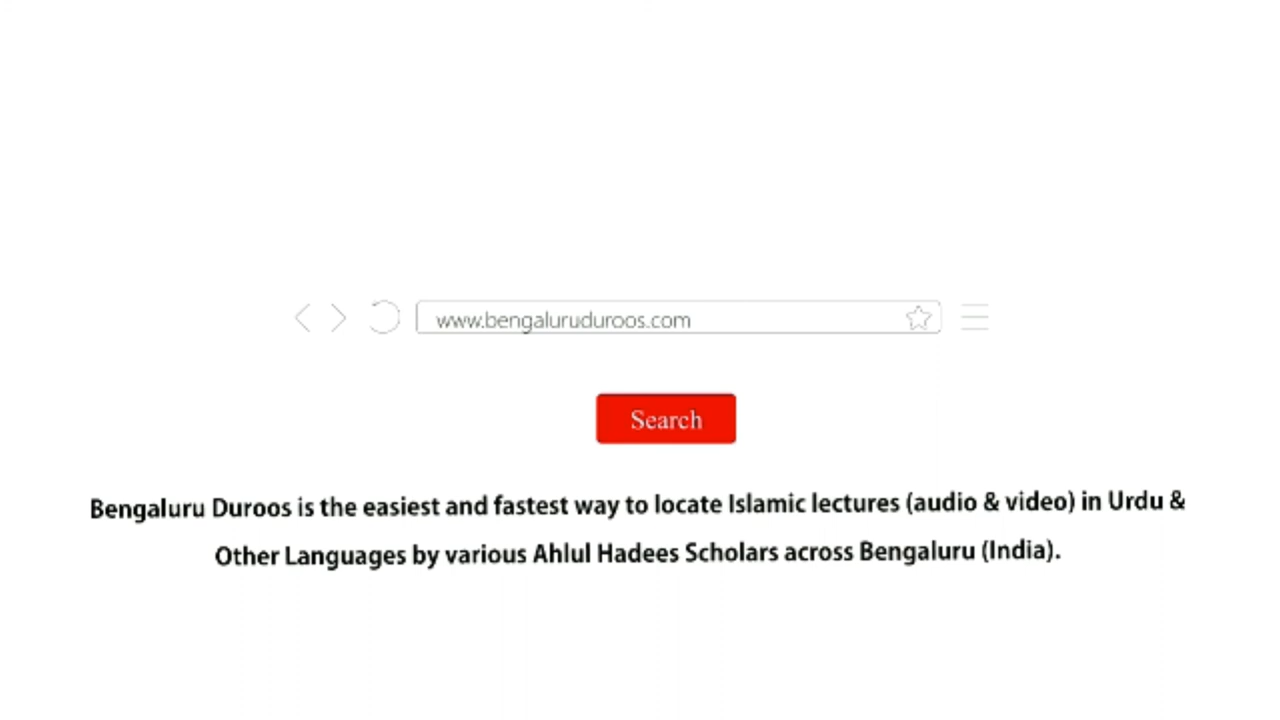 www.bengaluruduroos.com
Search
Bengaluru Duroos is the easiest and fastest way to locate Islamic lectures (audio & video) in Urdu &
Other Languages by various Ahlul Hadees Scholars across Bengaluru (India).